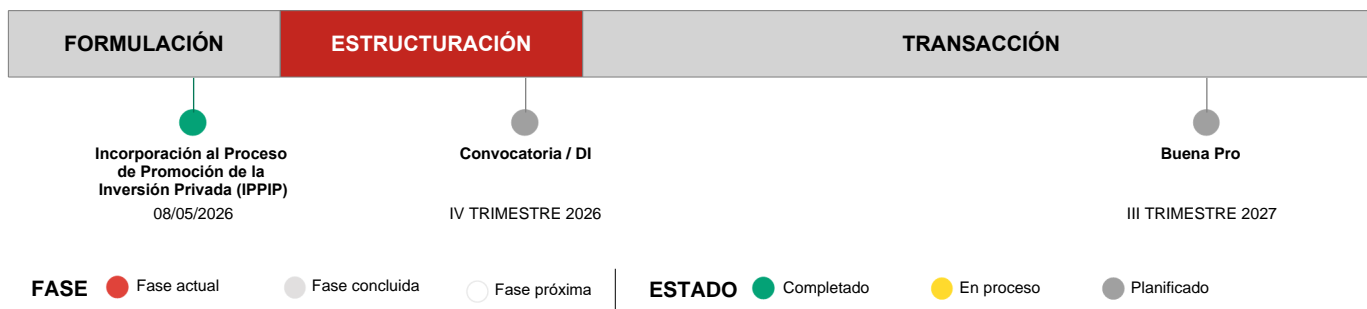 FORMULACIÓN ESTRUCTURACIÓN TRANSACCIÓN
Incorporación al Proceso
de Promoción de la
Inversión Privada (IPPIP)
08/05/2026
Convocatoria / DI
IV TRIMESTRE 2026
Buena Pro
III TRIMESTRE 2027
FASE Fase actual Fase concluida Fase próxima ESTADO Completado En proceso Planificado